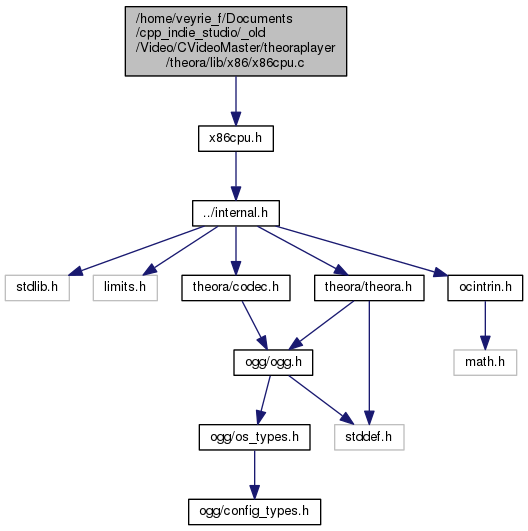 /home/veyrie_f/Documents
/cpp_indie_studio/_old
/Video/CVideoMaster/theoraplayer
/theora/lib/x86/x86cpu.c
x86cpu.h
../internal.h
stdlib.h
limits.h
theora/codec.h
theora/theora.h
ocintrin.h
ogg/ogg.h
math.h
ogg/os_types.h
stddef.h
ogg/config_types.h